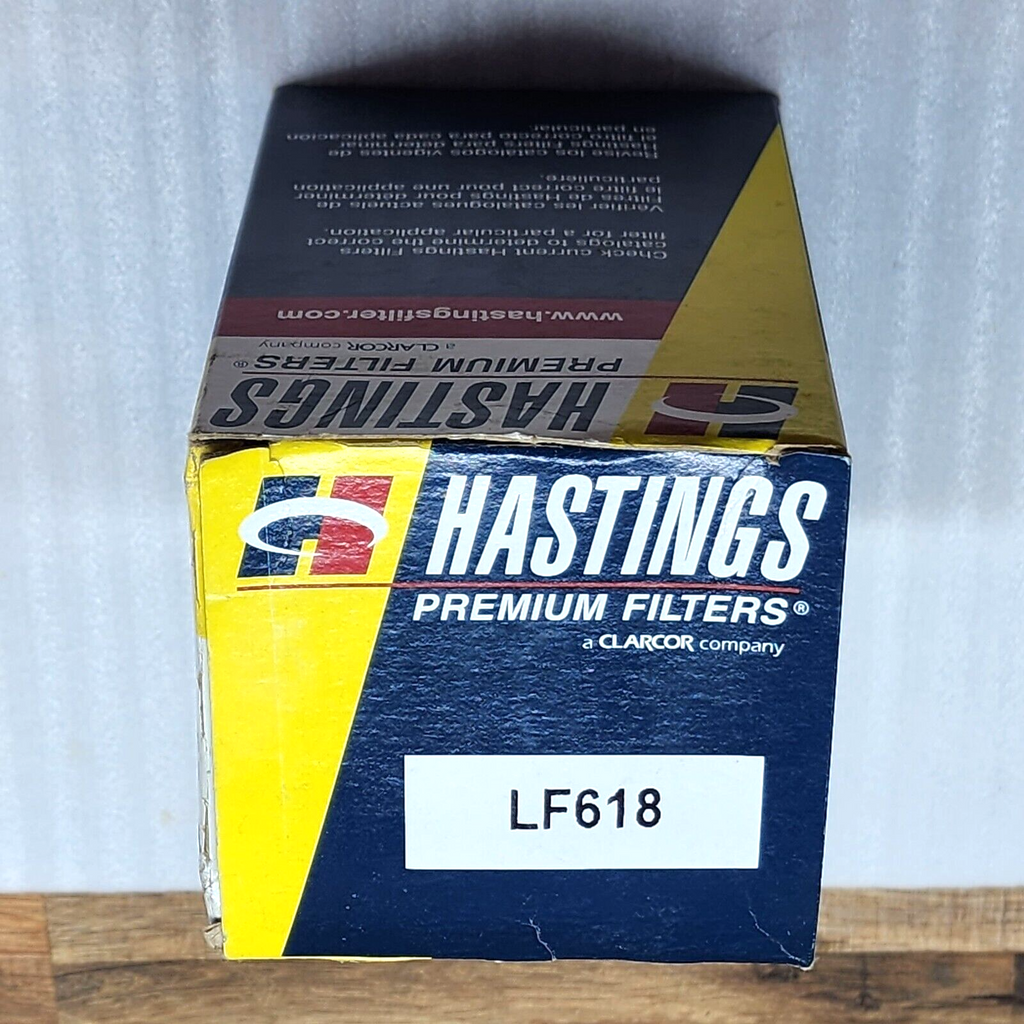 HASTINGS
PREMIUM FILTERS®
a CLARCOR company
LF618
HASTINGS
PREMIUM FILTERS®
a CLARCOR company
www.hastingsfilter.com
Check current Hastings Filters
catalogs to determine the correct
filter for a particular application.
Vérifier les catalogues actuels de
Filtres de Hastings pour déterminer
le filtre correct pour une application
particulière.
Revise los catálogos vigentes de
Hastings Filters para determinar
el filtro correcto para cada aplicación
en particular.